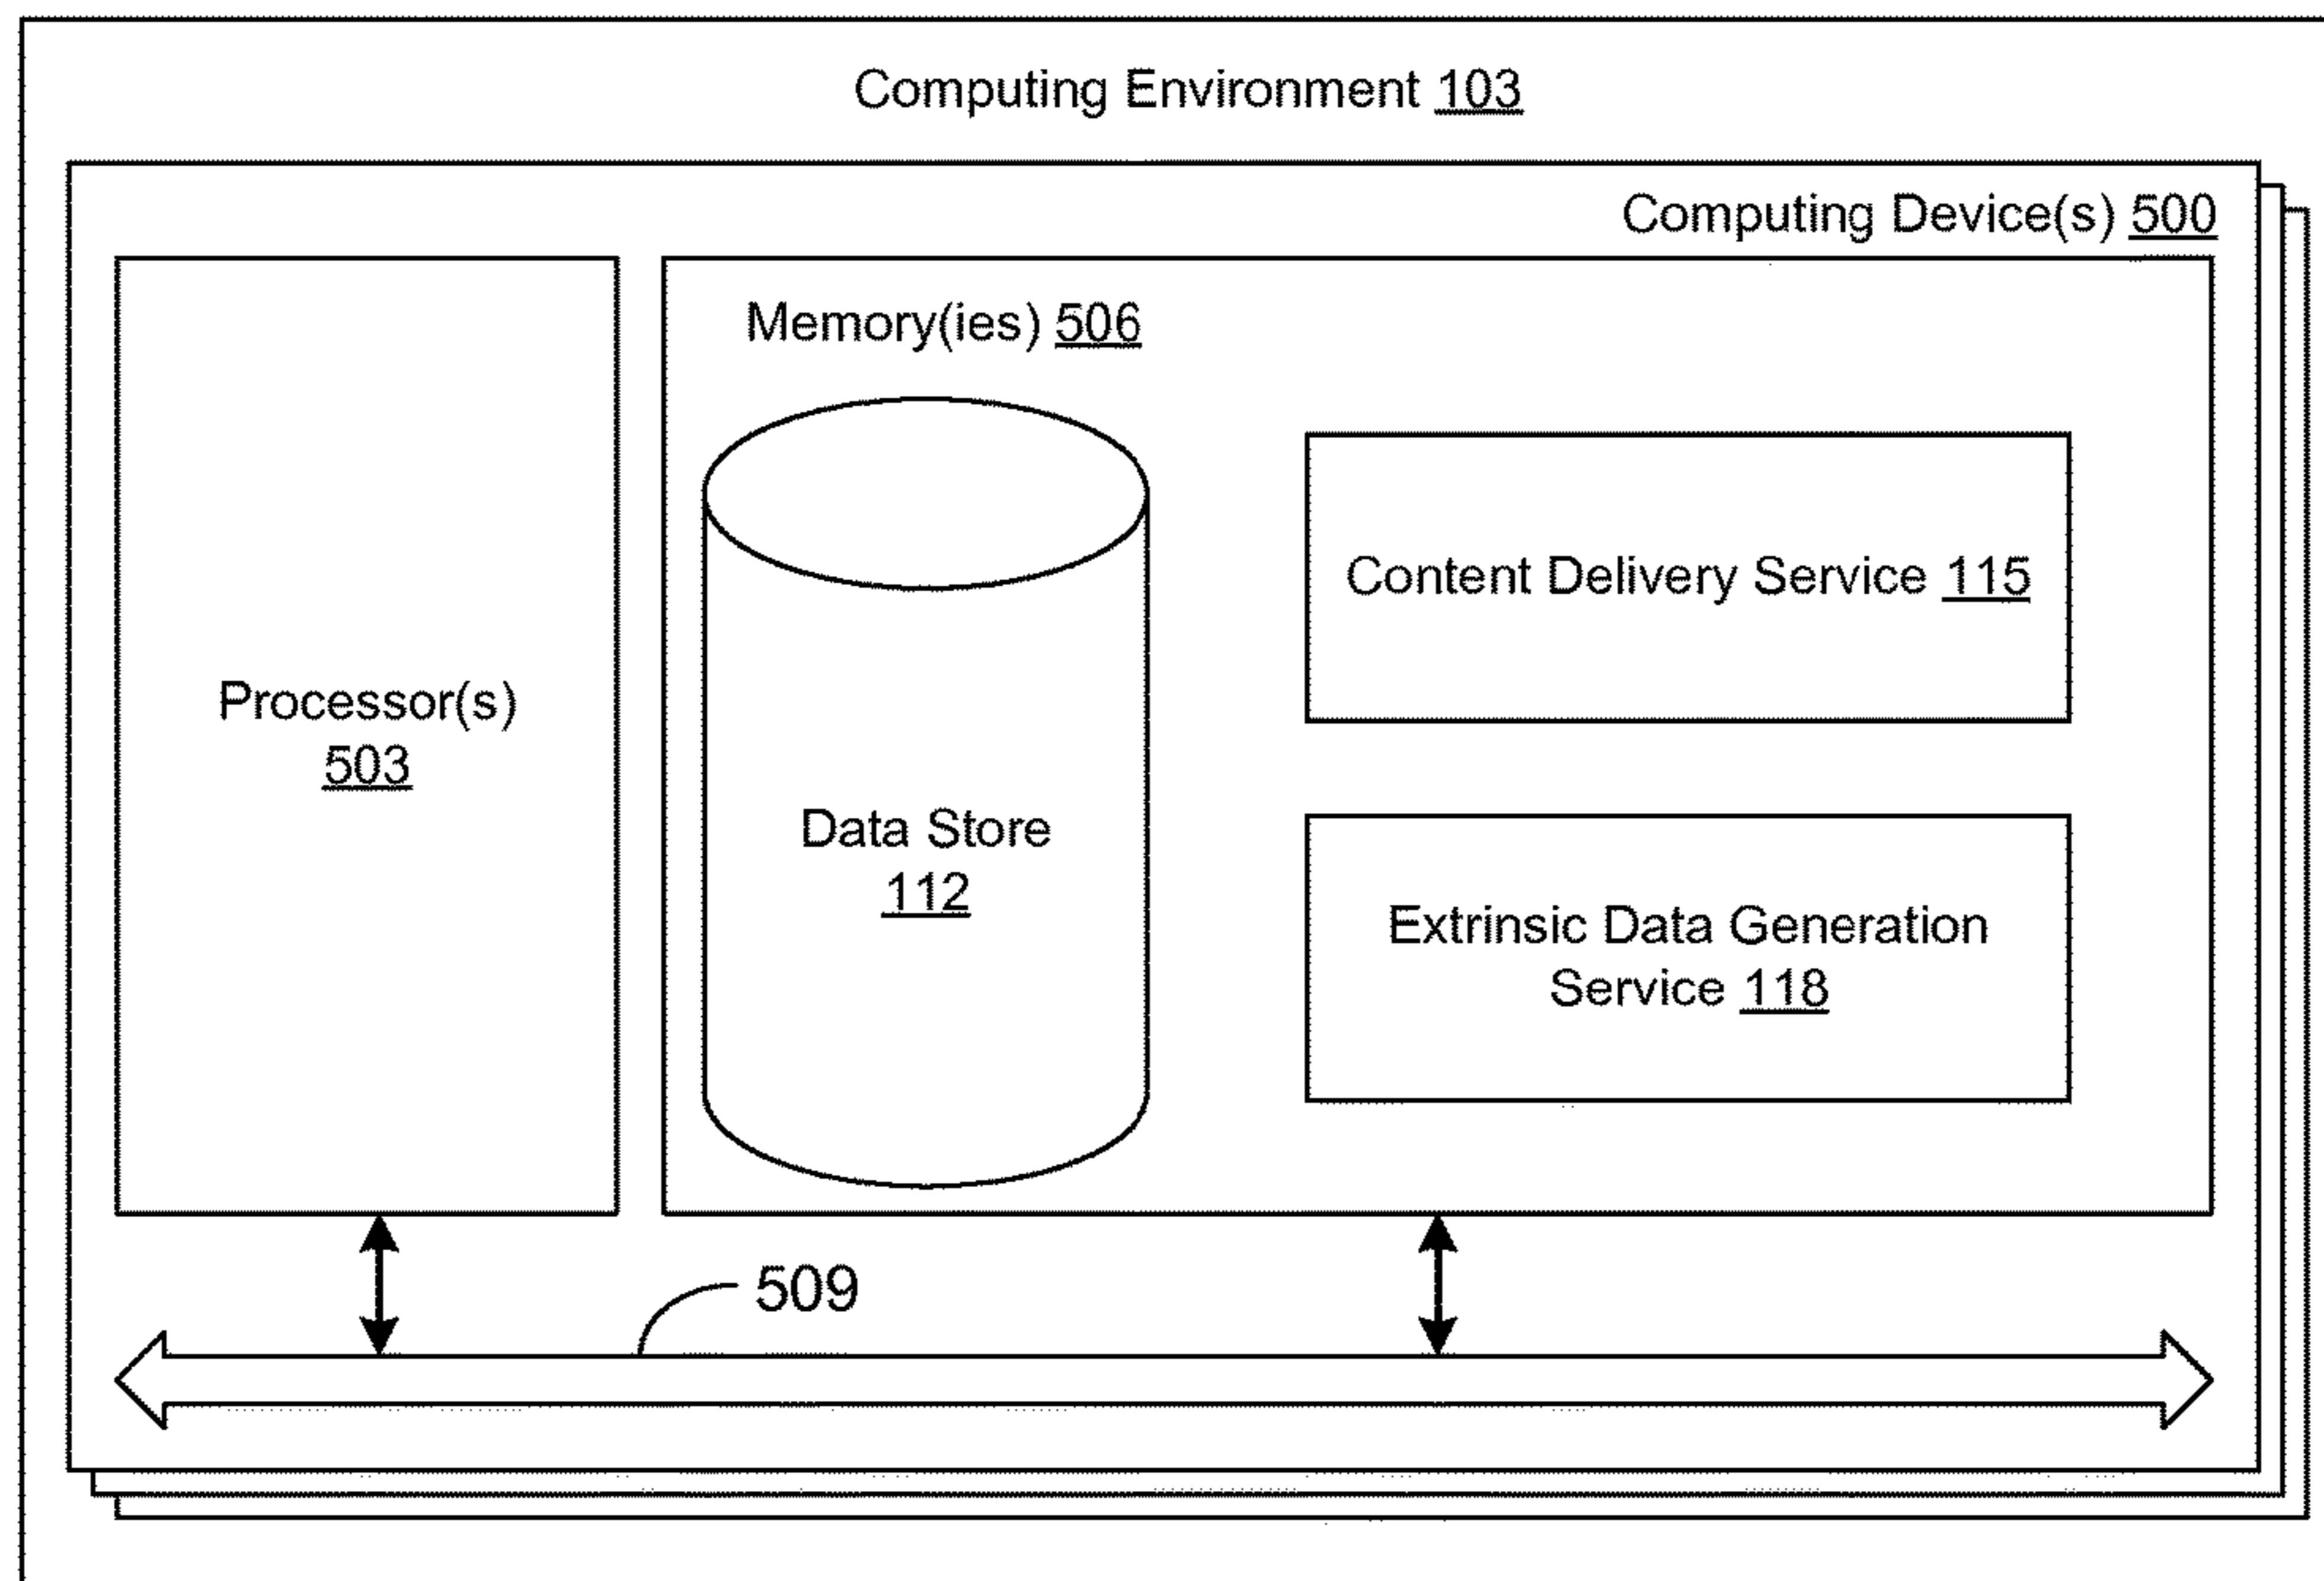 Computing Environment 103
Computing Device(s) 500
Memory(ies) 506
Content Delivery Service 115
Processor(s)
503
Data Store
112
Extrinsic Data Generation
Service 118
509